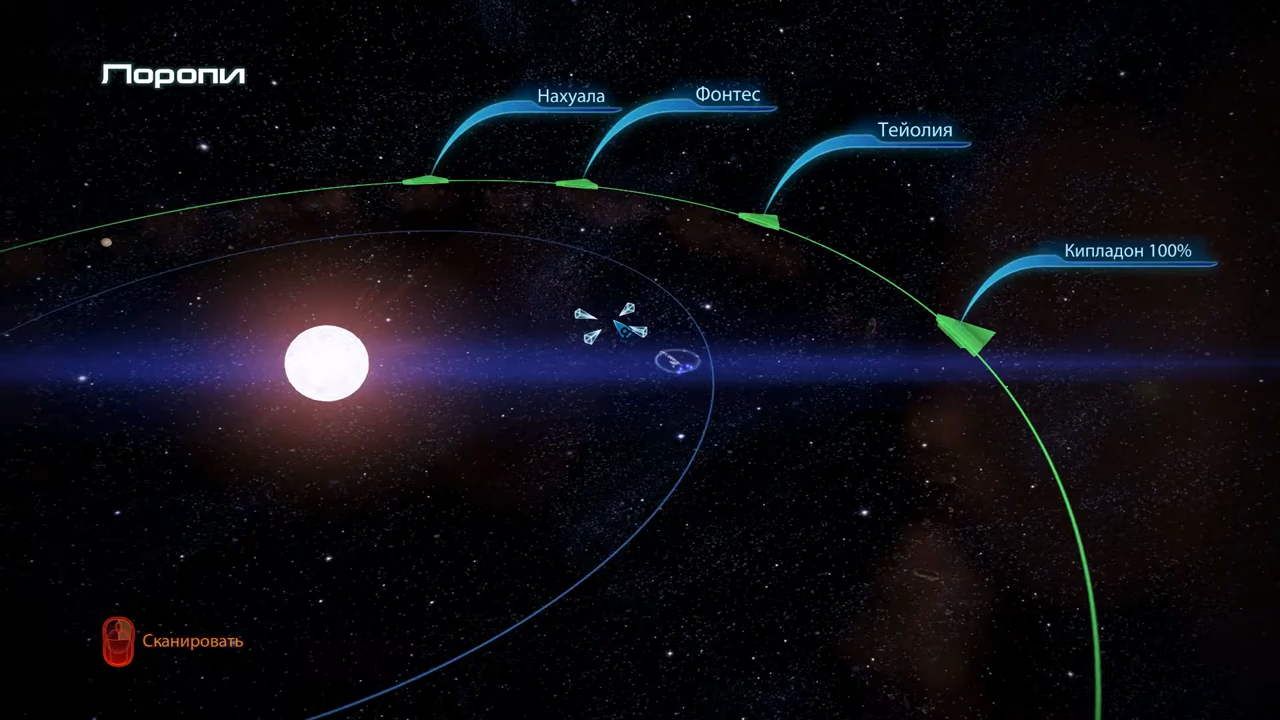 Поропи
Нахуала
Фонтес
Тейолия
Кипладон 100%
Сканировать